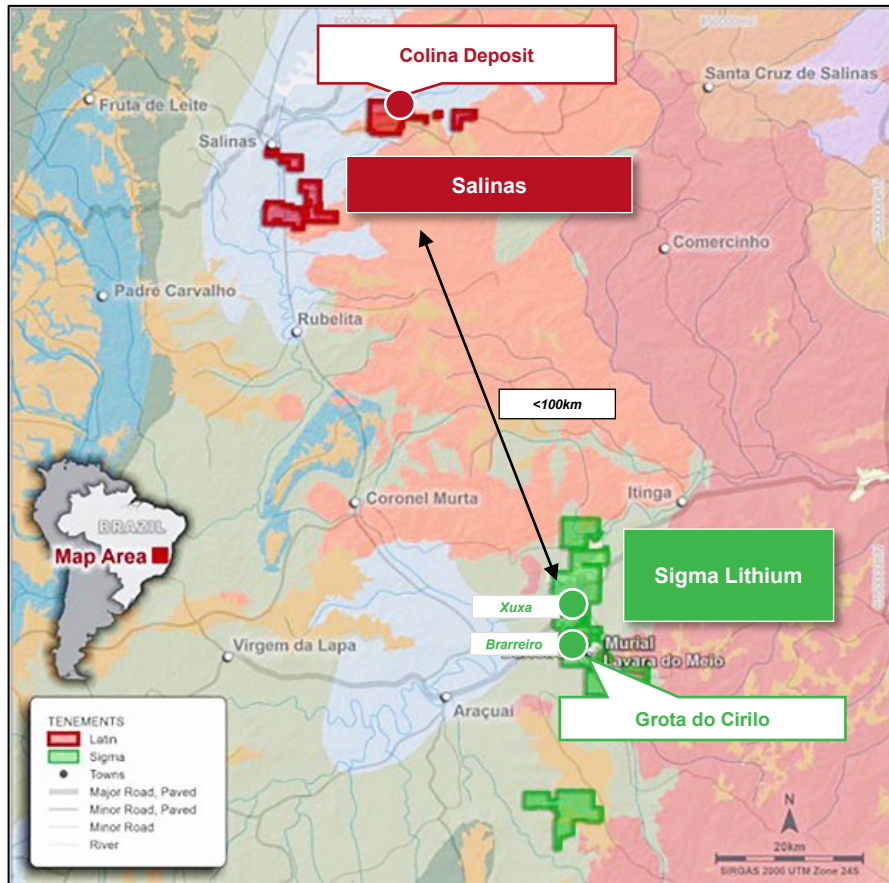 800000mE
850000mE
Colina Deposit
Santa Cruz de Salinas
Fruta de Leite
Salinas
Salinas
Comercinho
Padre Carvalho
Rubelita
<100km
Coronel Murta
Itinga
BRAZIL
Map Area
Sigma Lithium
Xuxa
Brarreiro
Murial
Lavara do Meio
Virgem da Lapa
Grota do Cirilo
Araçuai
TENEMENTS
Latin
Sigma
Towns
Major Road, Paved
Minor Road, Paved
Minor Road
River
N
20km
SIRGAS 2000 UTM Zone 24S